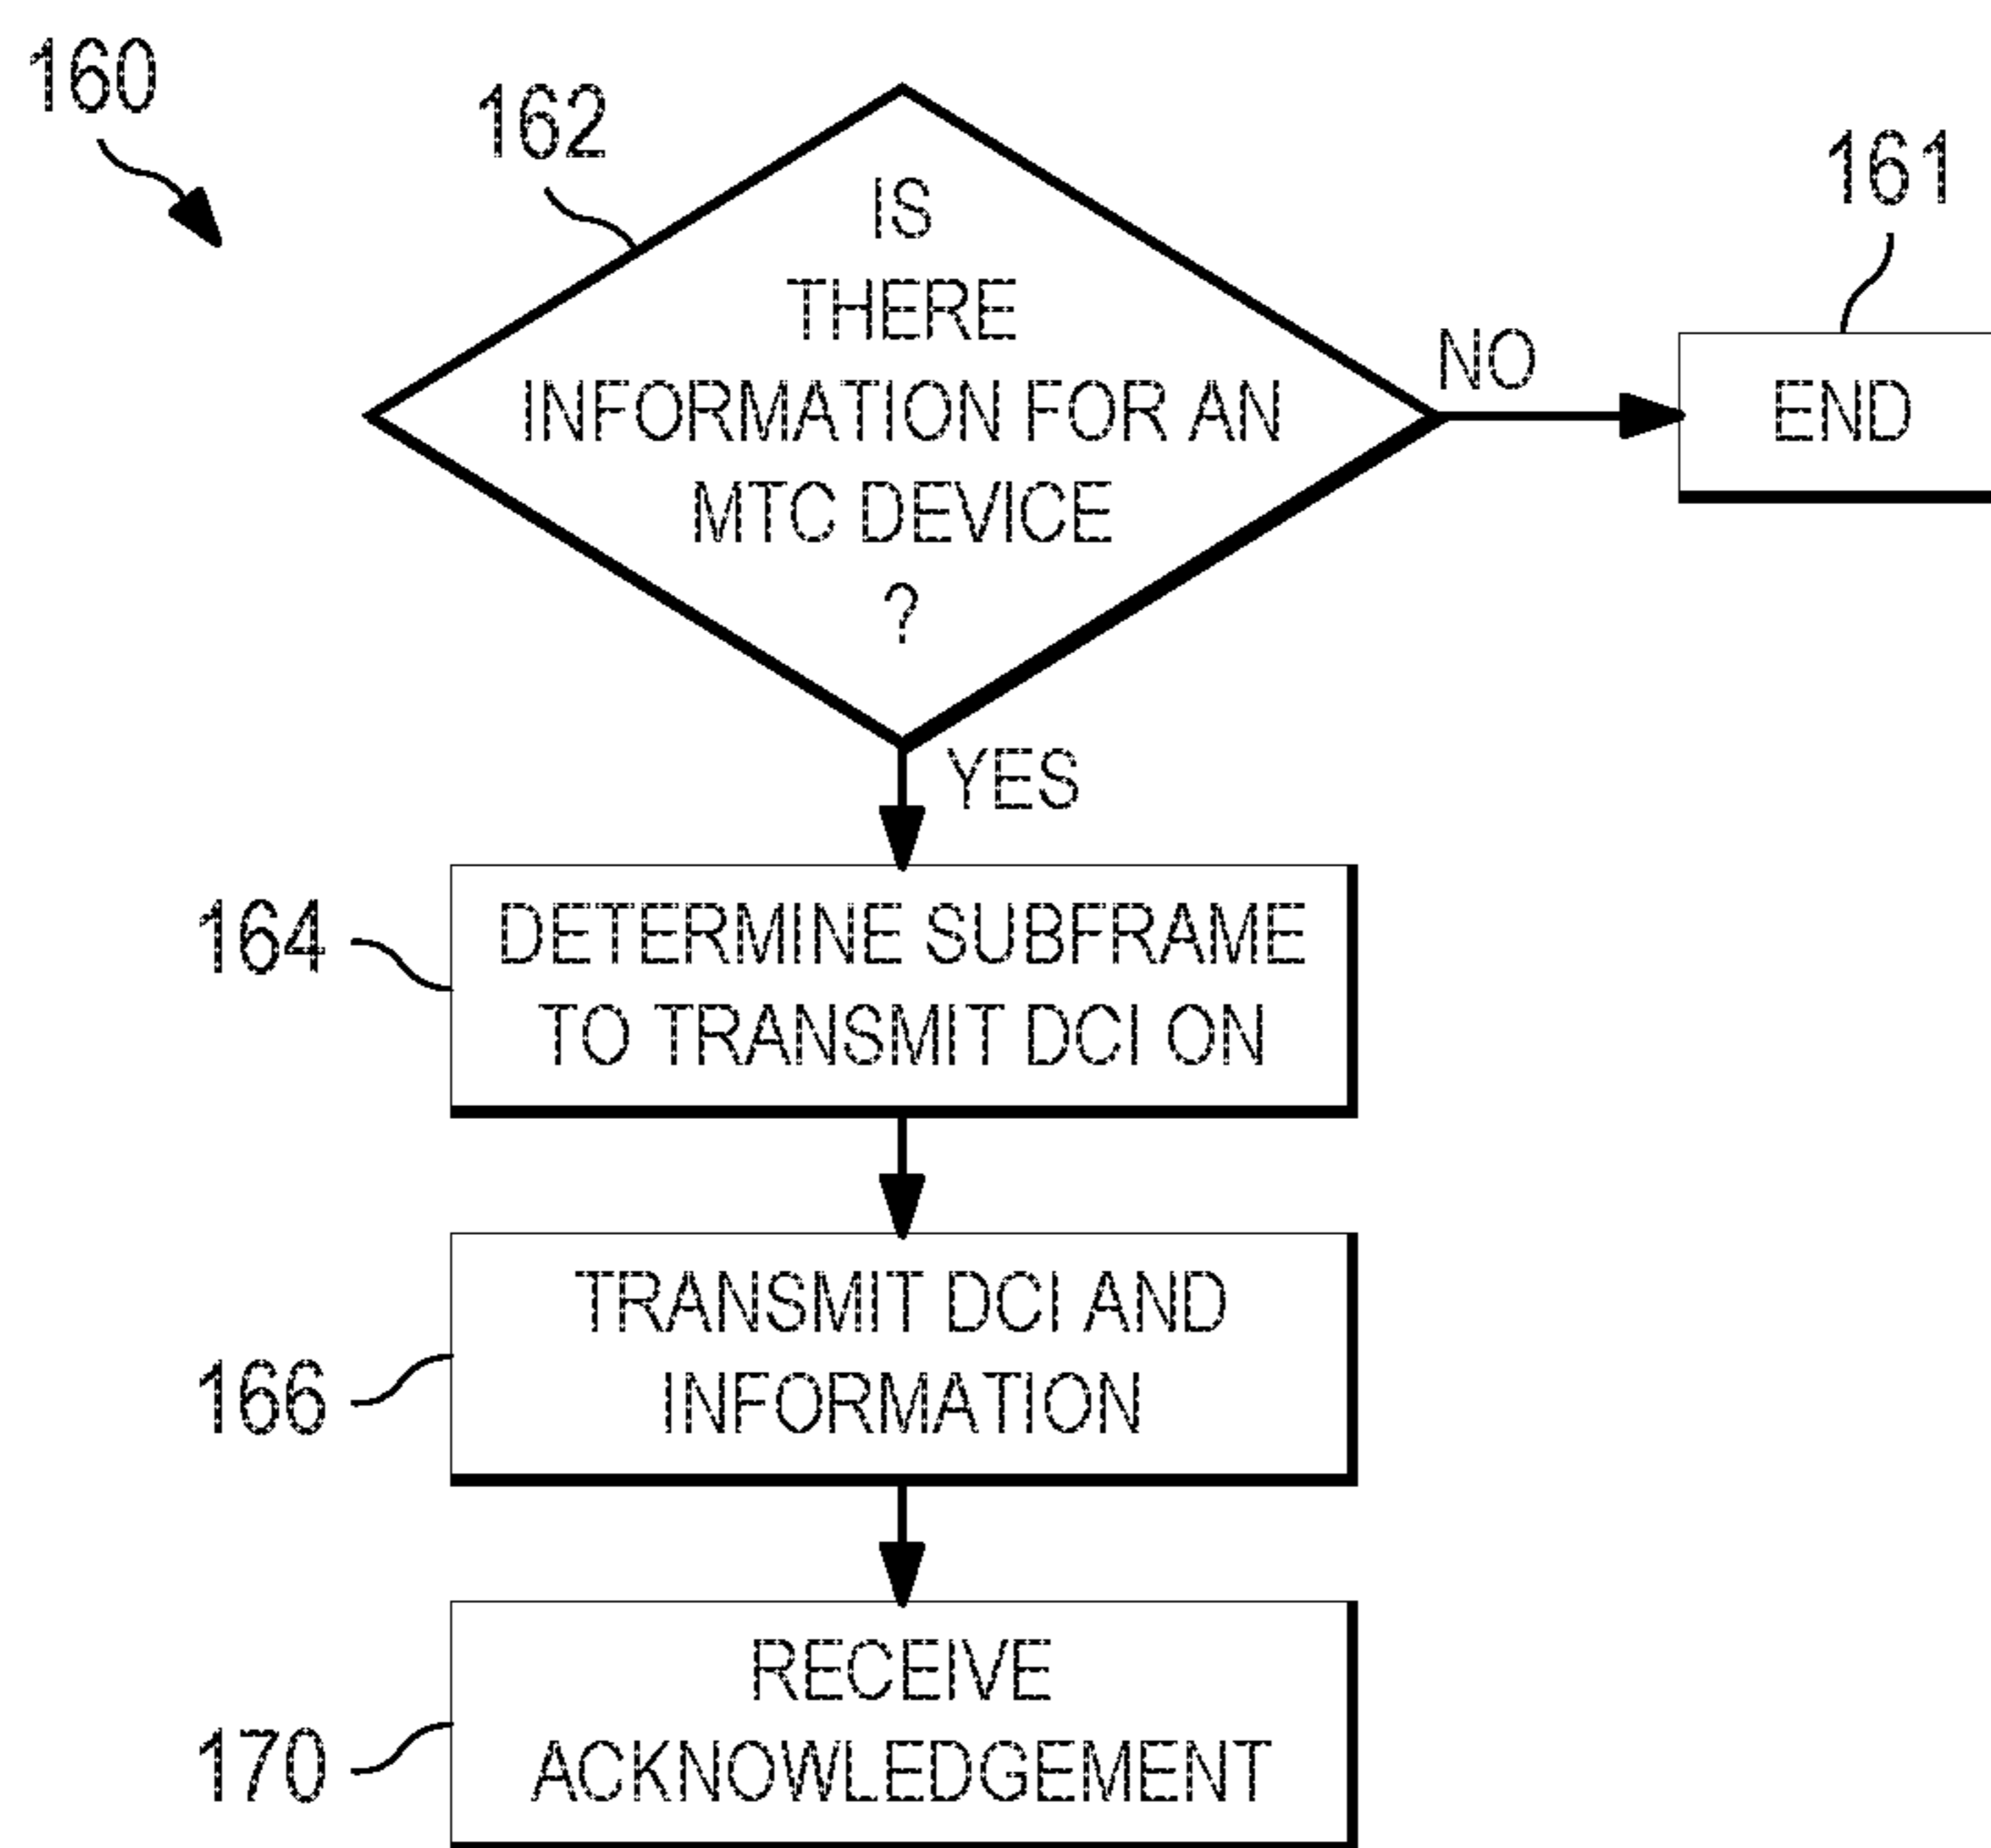 160
162
IS
THERE
INFORMATION FOR AN
MTC DEVICE
?
NO
161
END
YES
164
DETERMINE SUBFRAME
TO TRANSMIT DCI ON
166
TRANSMIT DCI AND
INFORMATION
170
RECEIVE
ACKNOWLEDGEMENT